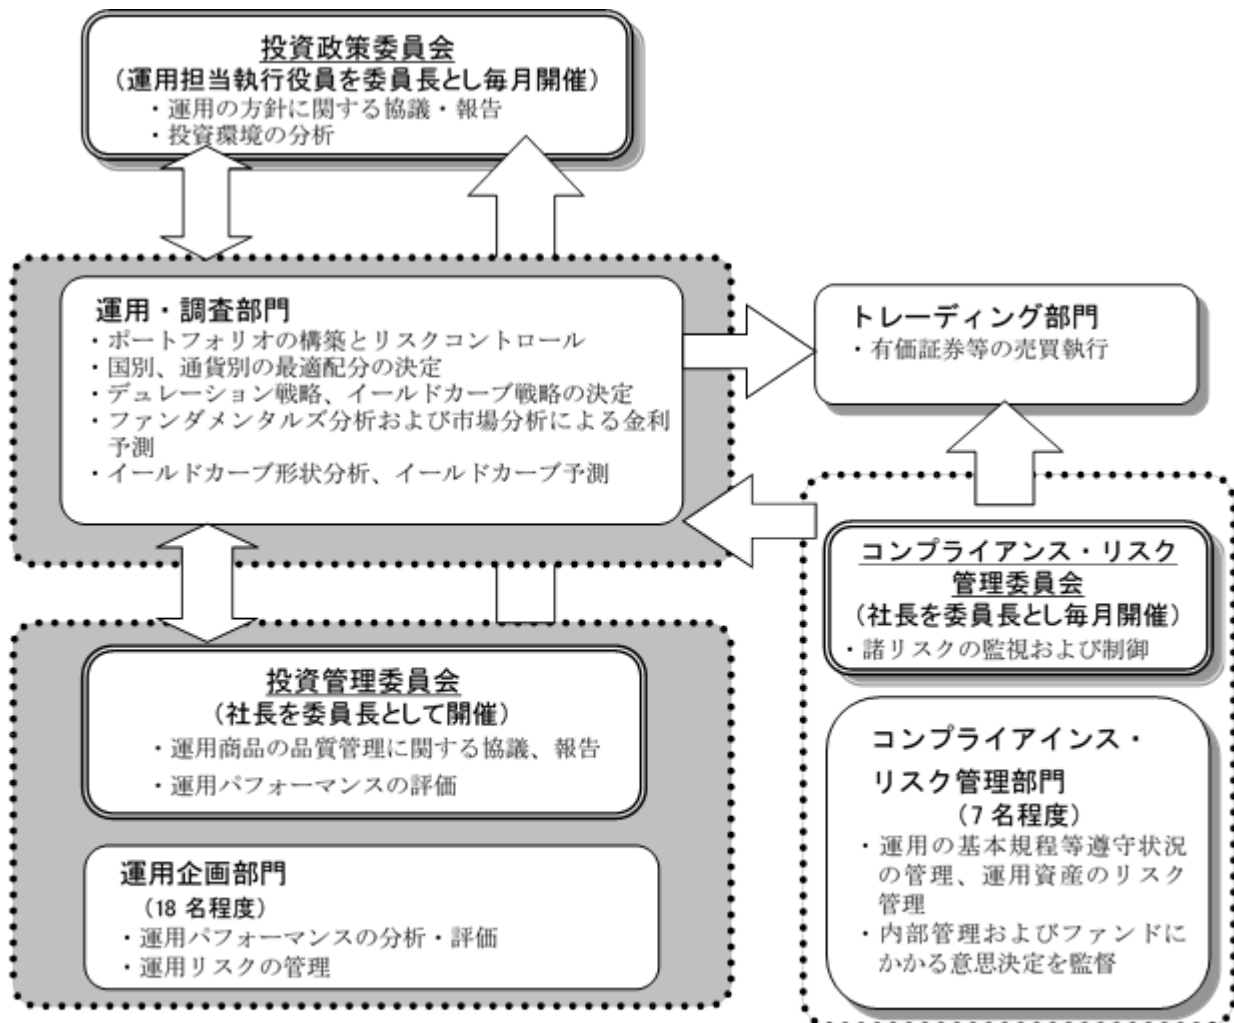 投資政策委員会
（運用担当執行役員を委員長とし毎月開催）
・運用の方針に関する協議・報告
・投資環境の分析
運用・調査部門
・ポートフォリオの構築とリスクコントロール
・国別、通貨別の最適配分の決定
・デュレーション戦略、イールドカーブ戦略の決定
・ファンダメンタルズ分析および市場分析による金利
予測
・イールドカーブ形状分析、イールドカーブ予測
トレーディング部門
・有価証券等の売買執行
コンプライアンス・リスク
管理委員会
（社長を委員長とし毎月開催）
・諸リスクの監視および制御
投資管理委員会
（社長を委員長として開催）
・運用商品の品質管理に関する協議、報告
・運用パフォーマンスの評価
コンプライアインス・
リスク管理部門
（7 名程度）
・運用の基本規程等遵守状況
の管理、運用資産のリスク
管理
・内部管理およびファンドに
かかる意思決定を監督
運用企画部門
（18 名程度）
・運用パフォーマンスの分析・評価
・運用リスクの管理